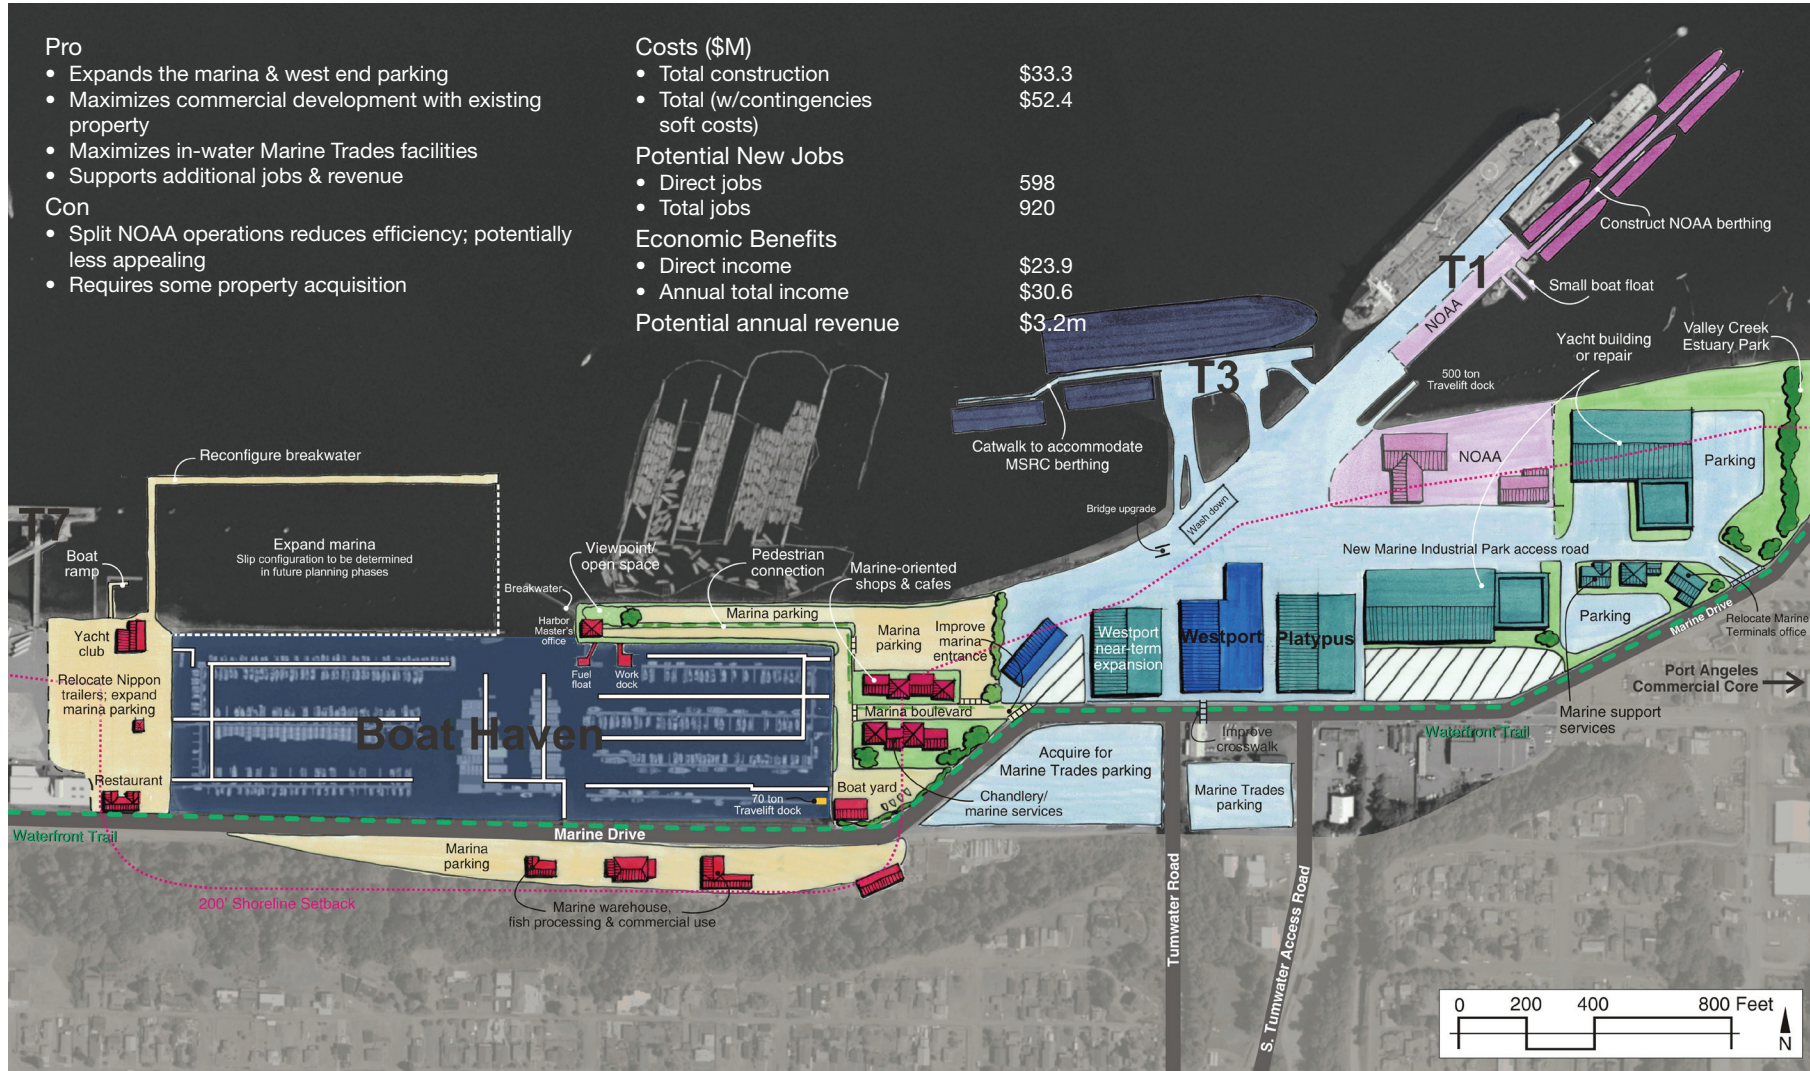 Pro
• Expands the marina & west end parking
• Maximizes commercial development with existing
property
• Maximizes in-water Marine Trades facilities
• Supports additional jobs & revenue
Con
• Split NOAA operations reduces efficiency; potentially
less appealing
• Requires some property acquisition
Costs ($M)
• Total construction $33.3
• Total (w/contingencies $52.4
soft costs)
Potential New Jobs
• Direct jobs 598
• Total jobs 920
Economic Benefits
• Direct income $23.9
• Annual total income $30.6
Potential annual revenue $3.2m
Construct NOAA berthing
T1
NOAA
Small boat float
Valley Creek
Estuary Park
Yacht building
or repair
500 ton
Travelift dock
T3
Catwalk to accommodate
MSRC berthing
NOAA
Parking
Wash down
Bridge upgrade
New Marine Industrial Park access road
Reconfigure breakwater
T7
Boat
ramp
Expand marina
Slip configuration to be determined
in future planning phases
Viewpoint/
open space
Pedestrian
connection
Marine-oriented
shops & cafes
Breakwater
Harbor
Master's
office
Marina parking
Marina
parking
Improve
marina
entrance
Westport
near-term
expansion
Westport
Platypus
Parking
Marine Drive
Relocate Marine
Terminals office
Yacht
club
Fuel
float
Work
dock
Relocate Nippon
trailers; expand
marina parking
Port Angeles
Commercial Core
Marina boulevard
Marine support
services
Boat Haven
Improve
crosswalk
Waterfront Trail
Acquire for
Marine Trades parking
Restaurant
Boat yard
70 ton
Travelift dock
Chandlery/
marine services
Marine Trades
parking
Waterfront Trail
Marine Drive
Marina
parking
200' Shoreline Setback
Marine warehouse,
fish processing & commercial use
Tumwater Road
S. Tumwater Access Road
0 200 400 800 Feet
N